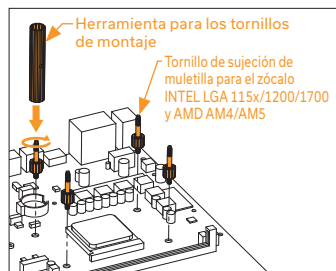 Herramienta para los tornillos
de montaje
Tornillo de sujeción de
muletilla para el zócalo
INTEL LGA 115x/1200/1700
y AMD AM4/AM5